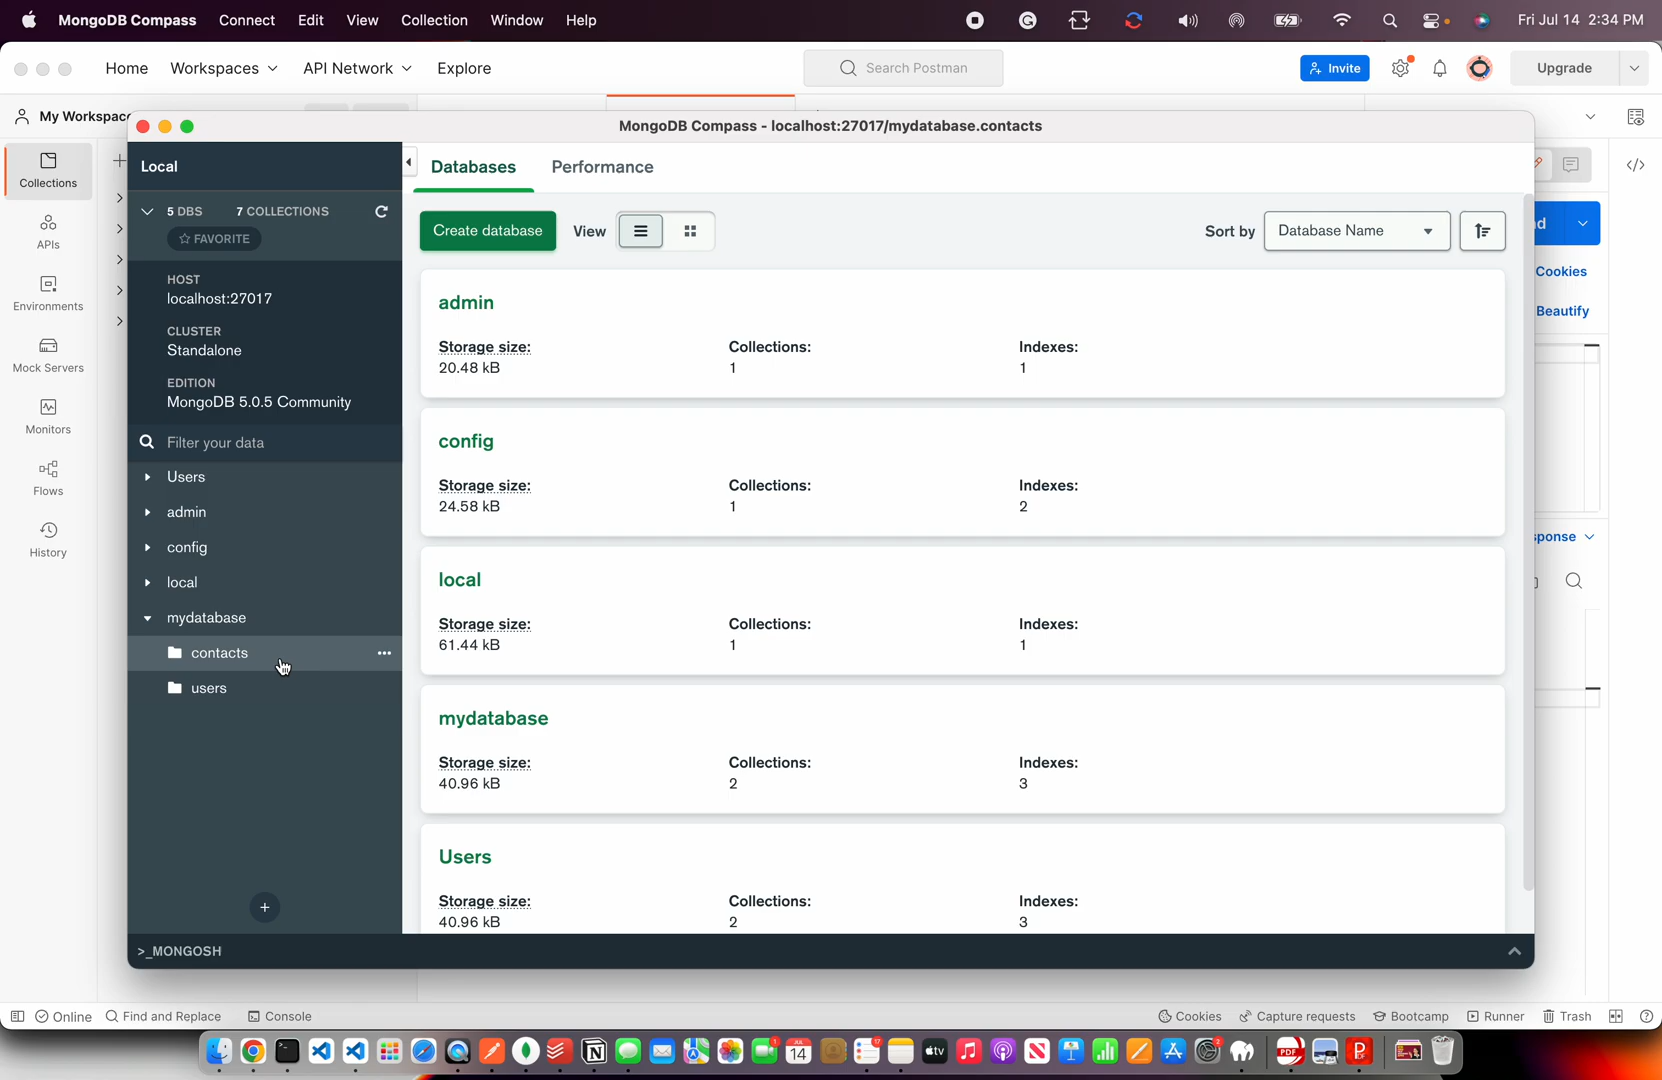 MongoDB Compass Connect Edit View Collection Window Help Fri Jul 14 2:34 PM
Home Workspaces API Network Explore Search Postman Invite Upgrade
My Workspac
MongoDB Compass - localhost:27017/mydatabase.contacts
Collections
APIs
Environments
Mock Servers
Monitors
Flows
History
Local
5 DBS 7 COLLECTIONS
FAVORITE
HOST
localhost:27017
CLUSTER
Standalone
EDITION
MongoDB 5.0.5 Community
Filter your data
Users
admin
config
local
mydatabase
contacts
users
Databases Performance
Create database View Sort by Database Name
admin
Storage size: Collections: Indexes:
20.48 kB 1 1
config
Storage size: Collections: Indexes:
24.58 kB 1 2
local
Storage size: Collections: Indexes:
61.44 kB 1 1
mydatabase
Storage size: Collections: Indexes:
40.96 kB 2 3
Users
Storage size: Collections: Indexes:
40.96 kB 2 3
>_MONGOSH
nd
Cookies
Beautify
sponse
Online Find and Replace Console Cookies Capture requests Bootcamp Runner Trash